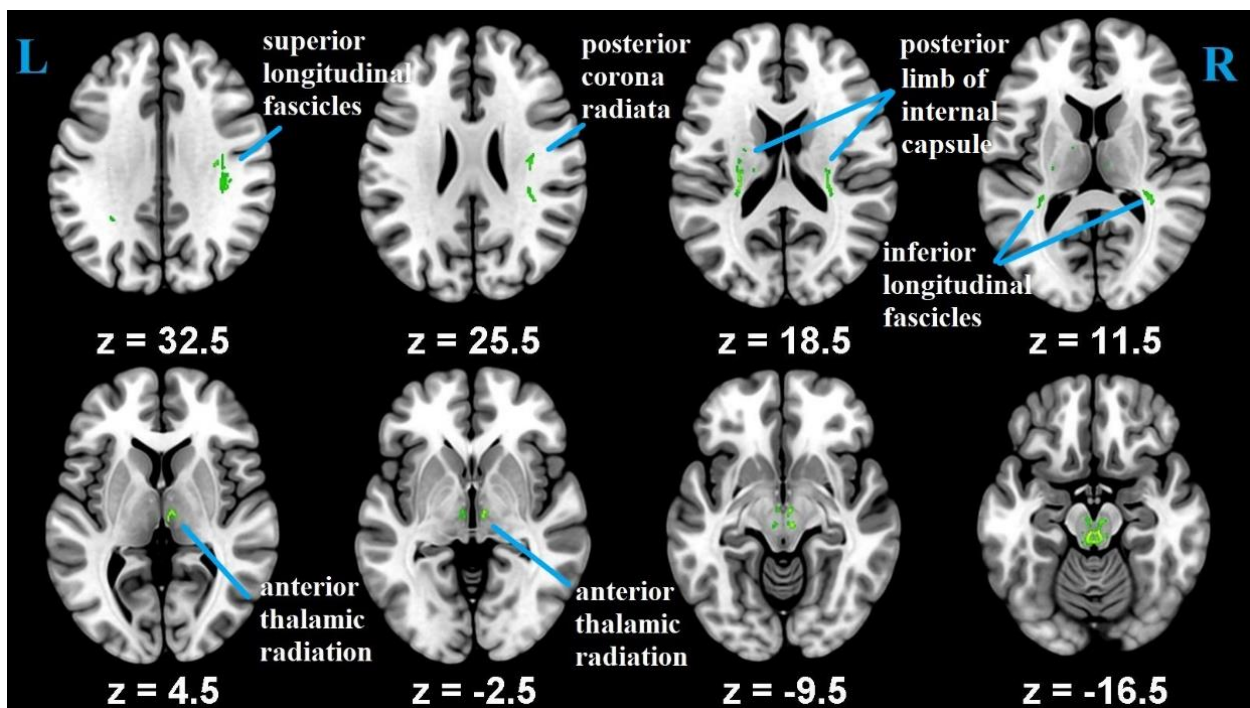 L
superior
longitudinal
fascicles
posterior
corona
radiata
posterior
limb of
internal
capsule
R
inferior
longitudinal
fascicles
z = 32.5
z = 25.5
z = 18.5
z = 11.5
anterior
thalamic
radiation
anterior
thalamic
radiation
z = 4.5
z = -2.5
z = -9.5
z = -16.5